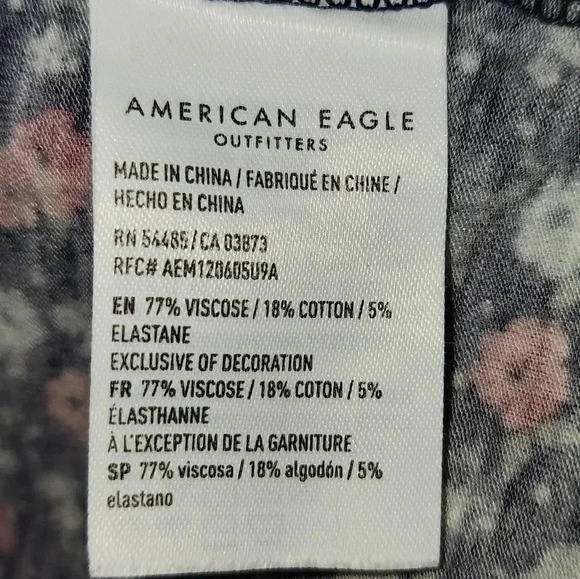 AMERICAN EAGLE
OUTFITTERS
MADE IN CHINA / FABRIQUÉ EN CHINE /
HECHO EN CHINA
RN 54485/CA 03873
RFC# AEM120605U9A
EN 77% VISCOSE / 18% COTTON / 5%
ELASTANE
EXCLUSIVE OF DECORATION
FR 77% VISCOSE / 18% COTON / 5%
ÉLASTHANNE
À L'EXCEPTION DE LA GARNITURE
SP 77% viscosa / 18% algodón / 5%
elastano